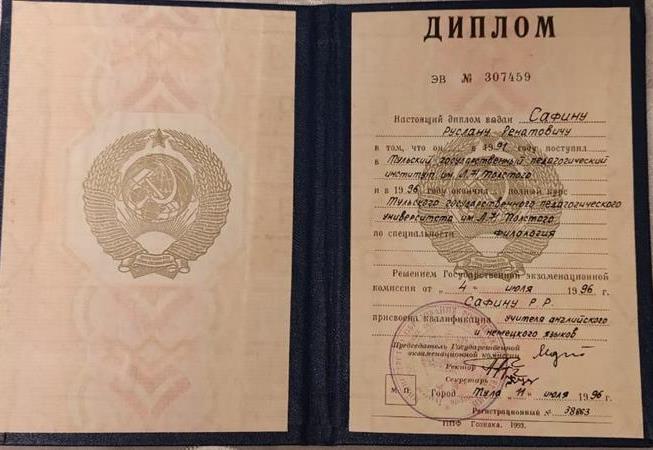 ДИПЛОМ
ЭВ № 307459
Настоящий диплом выдан Сафину
Руслану Ренатовичу
в том, что он в 1991 году поступил
в Тульский государственный педагогический
институт им. Л.Н. Толстого
и в 1996 году окончил полный курс
Тульского государственного педагогического
университета им. Л.Н. Толстого
по специальности филология
Решением Государственной экзаменационной
комиссии от „ 4 “ июля 1996 г.
Сафину Р.Р.
присвоена квалификация учителя английского
и немецкого языков
Председатель Государственной
экзаменационной комиссии
Ректор
Секретарь
М. П. Город Тула „ 11 “ июля 1996 г.
Регистрационный №
ППФ Гознака. 1993.